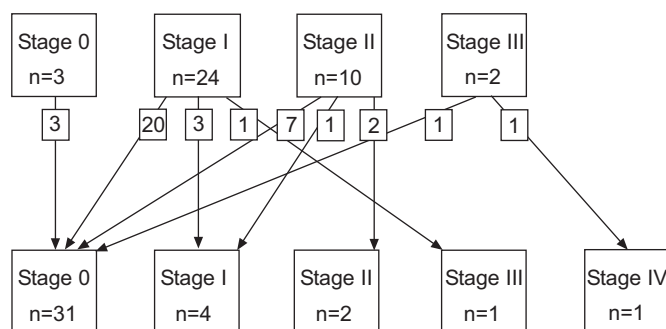 Stage 0 Stage I Stage II Stage III
n=3 n=24 n=10 n=2
3 20 3 1 7 1 2 1 1
Stage 0 Stage I Stage II Stage III Stage IV
n=31 n=4 n=2 n=1 n=1